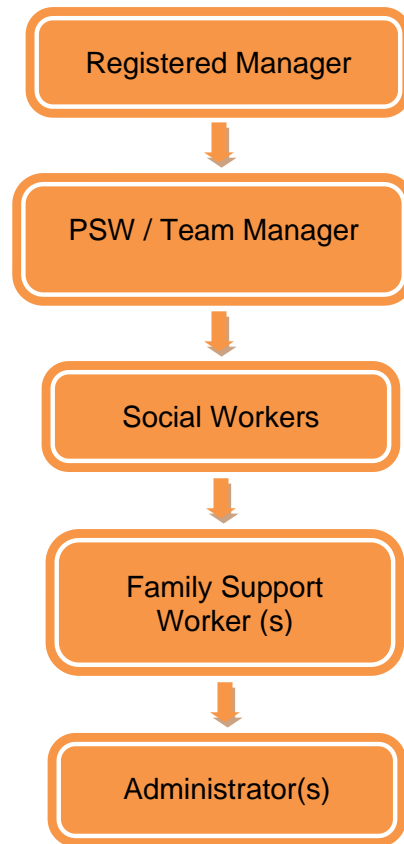 Registered Manager
PSW / Team Manager
Social Workers
Family Support
Worker (s)
Administrator(s)